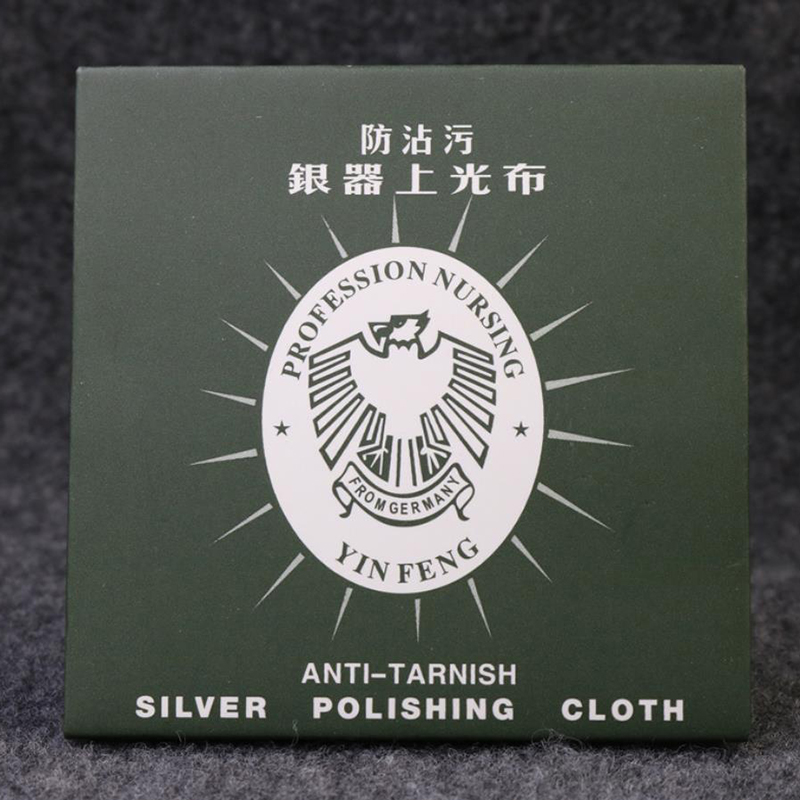 防沾污
銀器上光布
PROFESSION NURSING
FROM GERMANY
YIN FENG
ANTI-TARNISH
SILVER POLISHING CLOTH